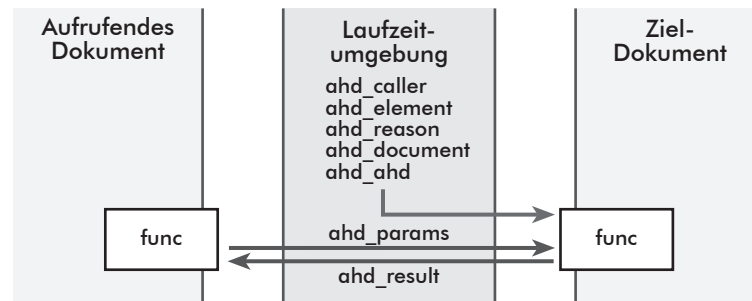 Aufrufendes
Dokument
Laufzeit-
umgebung
ahd_caller
ahd_element
ahd_reason
ahd_document
ahd_ahd
Ziel-
Dokument
func
ahd_params
ahd_result
func